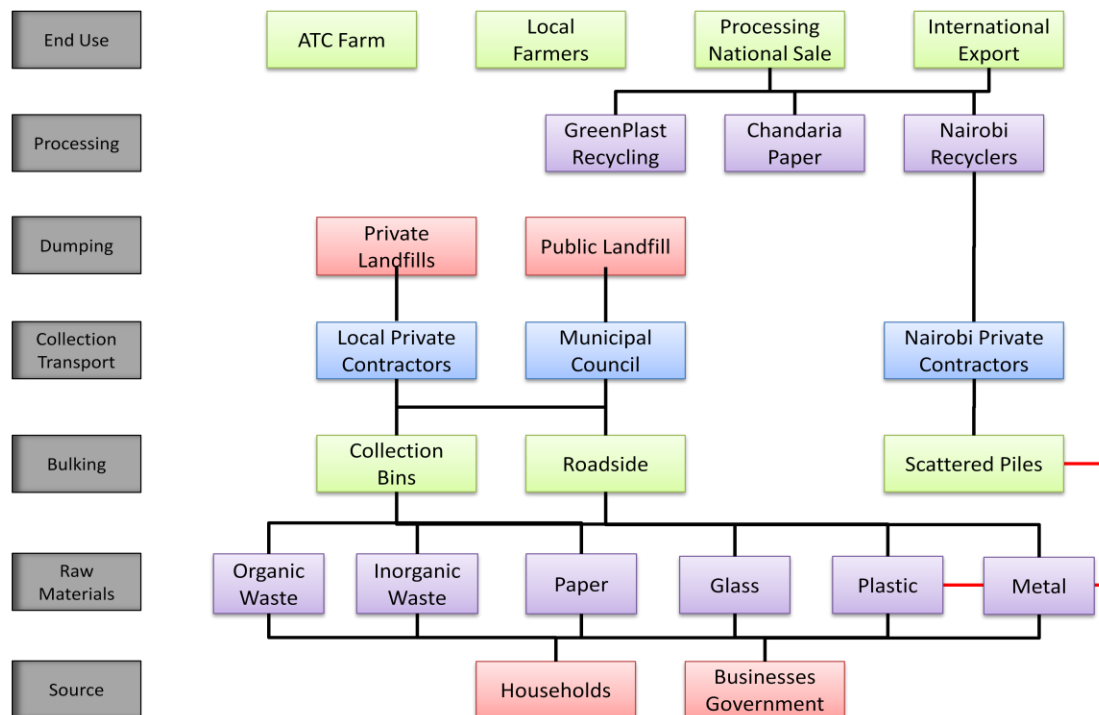 End Use
ATC Farm
Local
Farmers
Processing
National Sale
International
Export
Processing
GreenPlast
Recycling
Chandaria
Paper
Nairobi
Recyclers
Dumping
Private
Landfills
Public Landfill
Collection
Transport
Local Private
Contractors
Municipal
Council
Nairobi Private
Contractors
Bulking
Collection
Bins
Roadside
Scattered Piles
Raw
Materials
Organic
Waste
Inorganic
Waste
Paper
Glass
Plastic
Metal
Source
Households
Businesses
Government